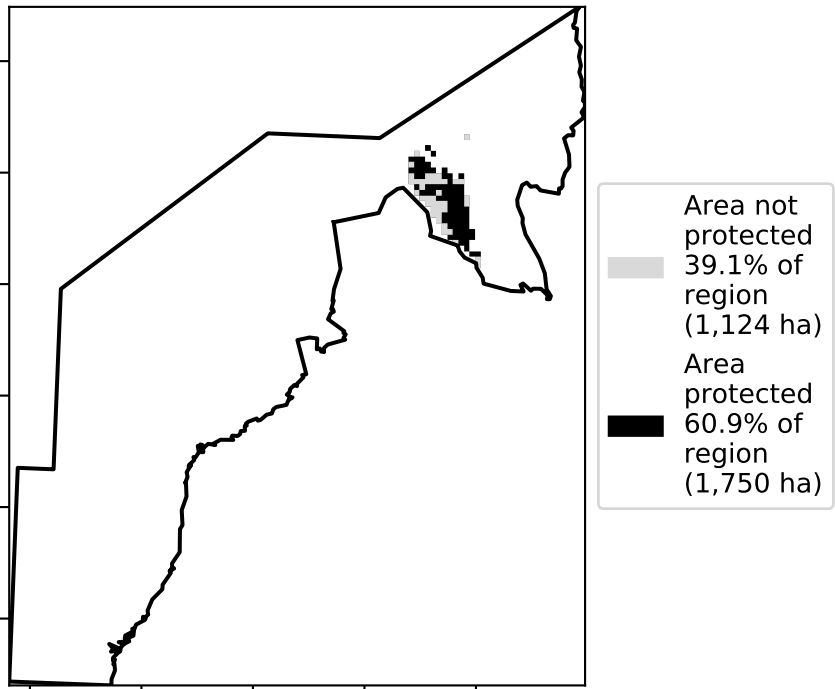 Area not
protected
39.1% of
region
(1,124 ha)
Area
protected
60.9% of
region
(1,750 ha)